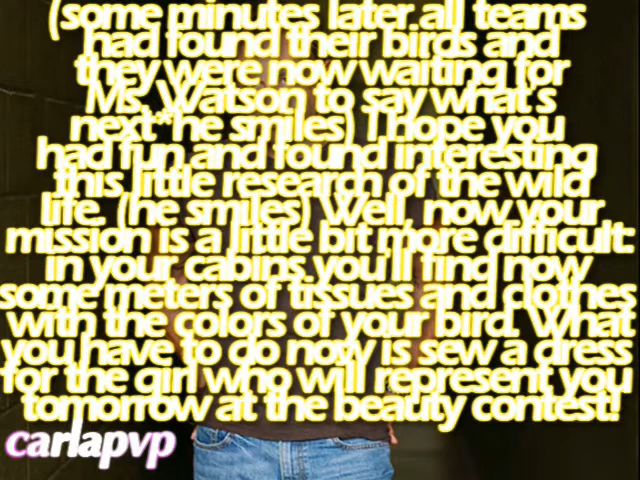 (some minutes later all teams
had found their birds and
they were now waiting for
Ms. Watson to say what's
next *he smiles) I hope you
had fun and found interesting
this little research of the wild
life. (he smiles) Well, now your
mission is a little bit more difficult:
in your cabins you'll find now
some meters of tissues and clothes
with the colors of your bird. What
you have to do now is sew a dress
for the girl who will represent you
tomorrow at the beauty contest!
carlapvp